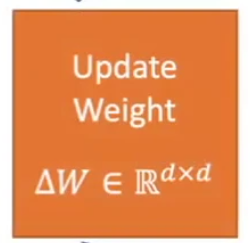 Update
Weight
ΔW ∈ ℝ^{d×d}